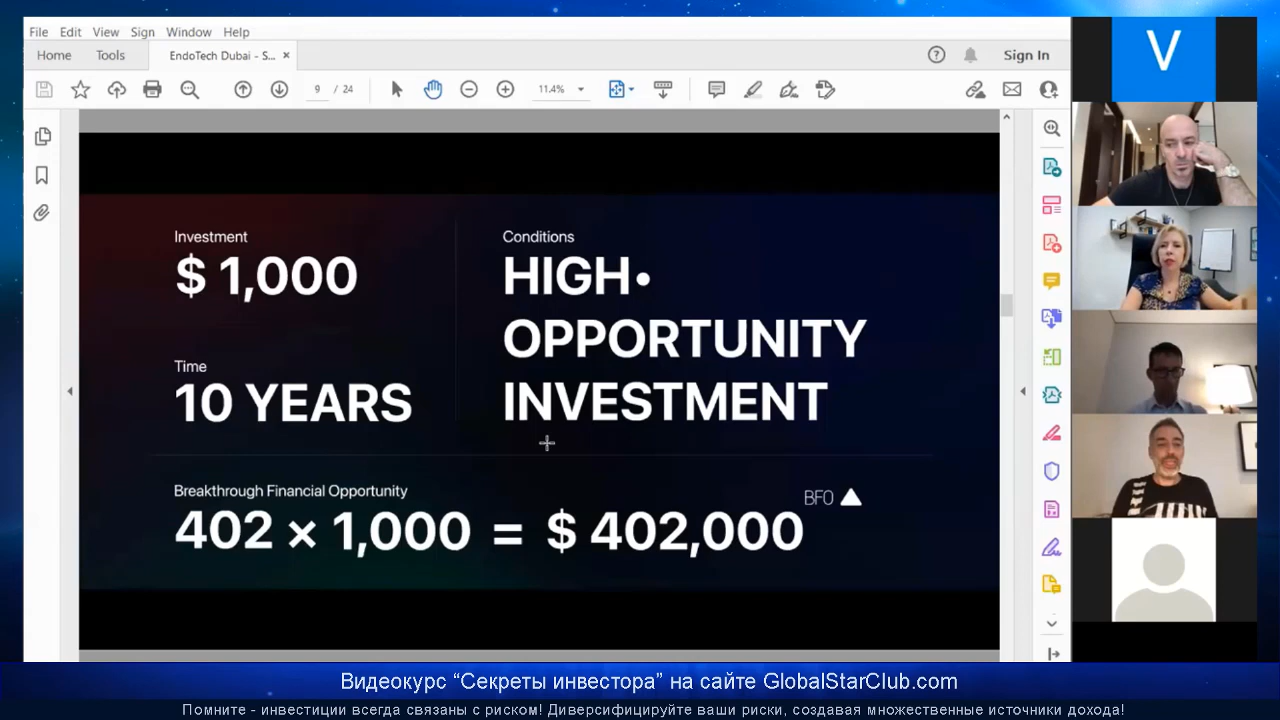 File Edit View Sign Window Help
Home Tools EndoTech Dubai - S... × Sign In
9 / 24 11.4%
V
Investment
$ 1,000
Conditions
HIGH•
OPPORTUNITY
INVESTMENT
Time
10 YEARS
Breakthrough Financial Opportunity
402 × 1,000 = $ 402,000
BFO
Видеокурс “Секреты инвестора” на сайте GlobalStarClub.com
Помните - инвестиции всегда связаны с риском! Диверсифицируйте ваши риски, создавая множественные источники дохода!